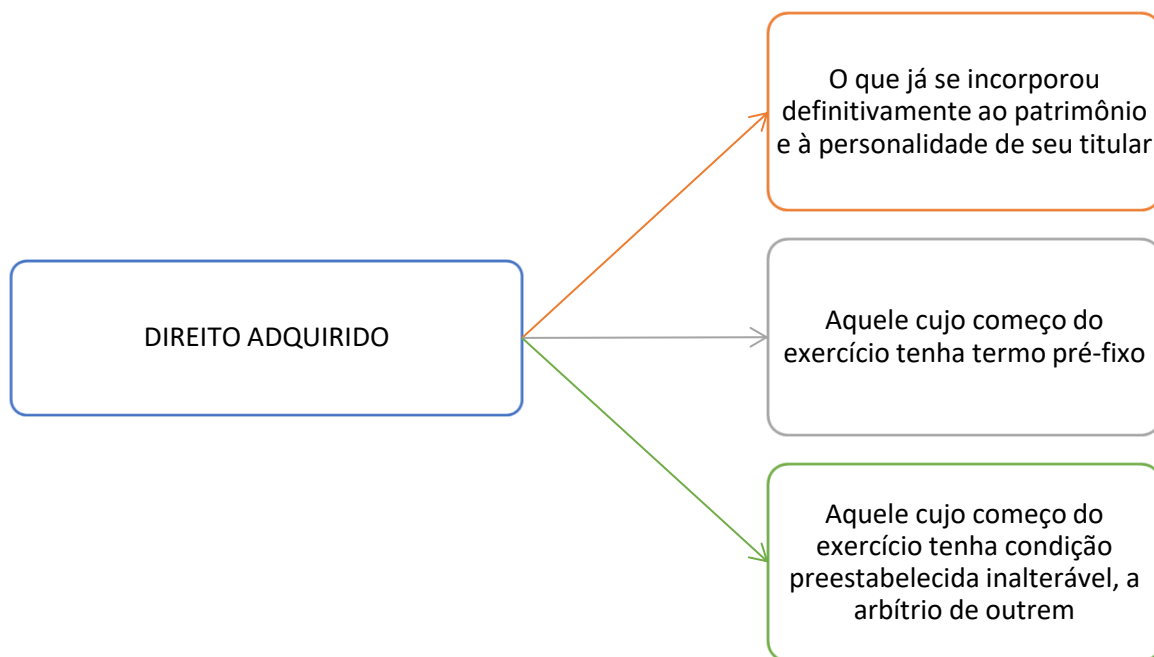 DIREITO ADQUIRIDO
O que já se incorporou
definitivamente ao patrimônio
e à personalidade de seu titular
Aquele cujo começo do
exercício tenha termo pré-fixo
Aquele cujo começo do
exercício tenha condição
preestabelecida inalterável, a
arbítrio de outrem